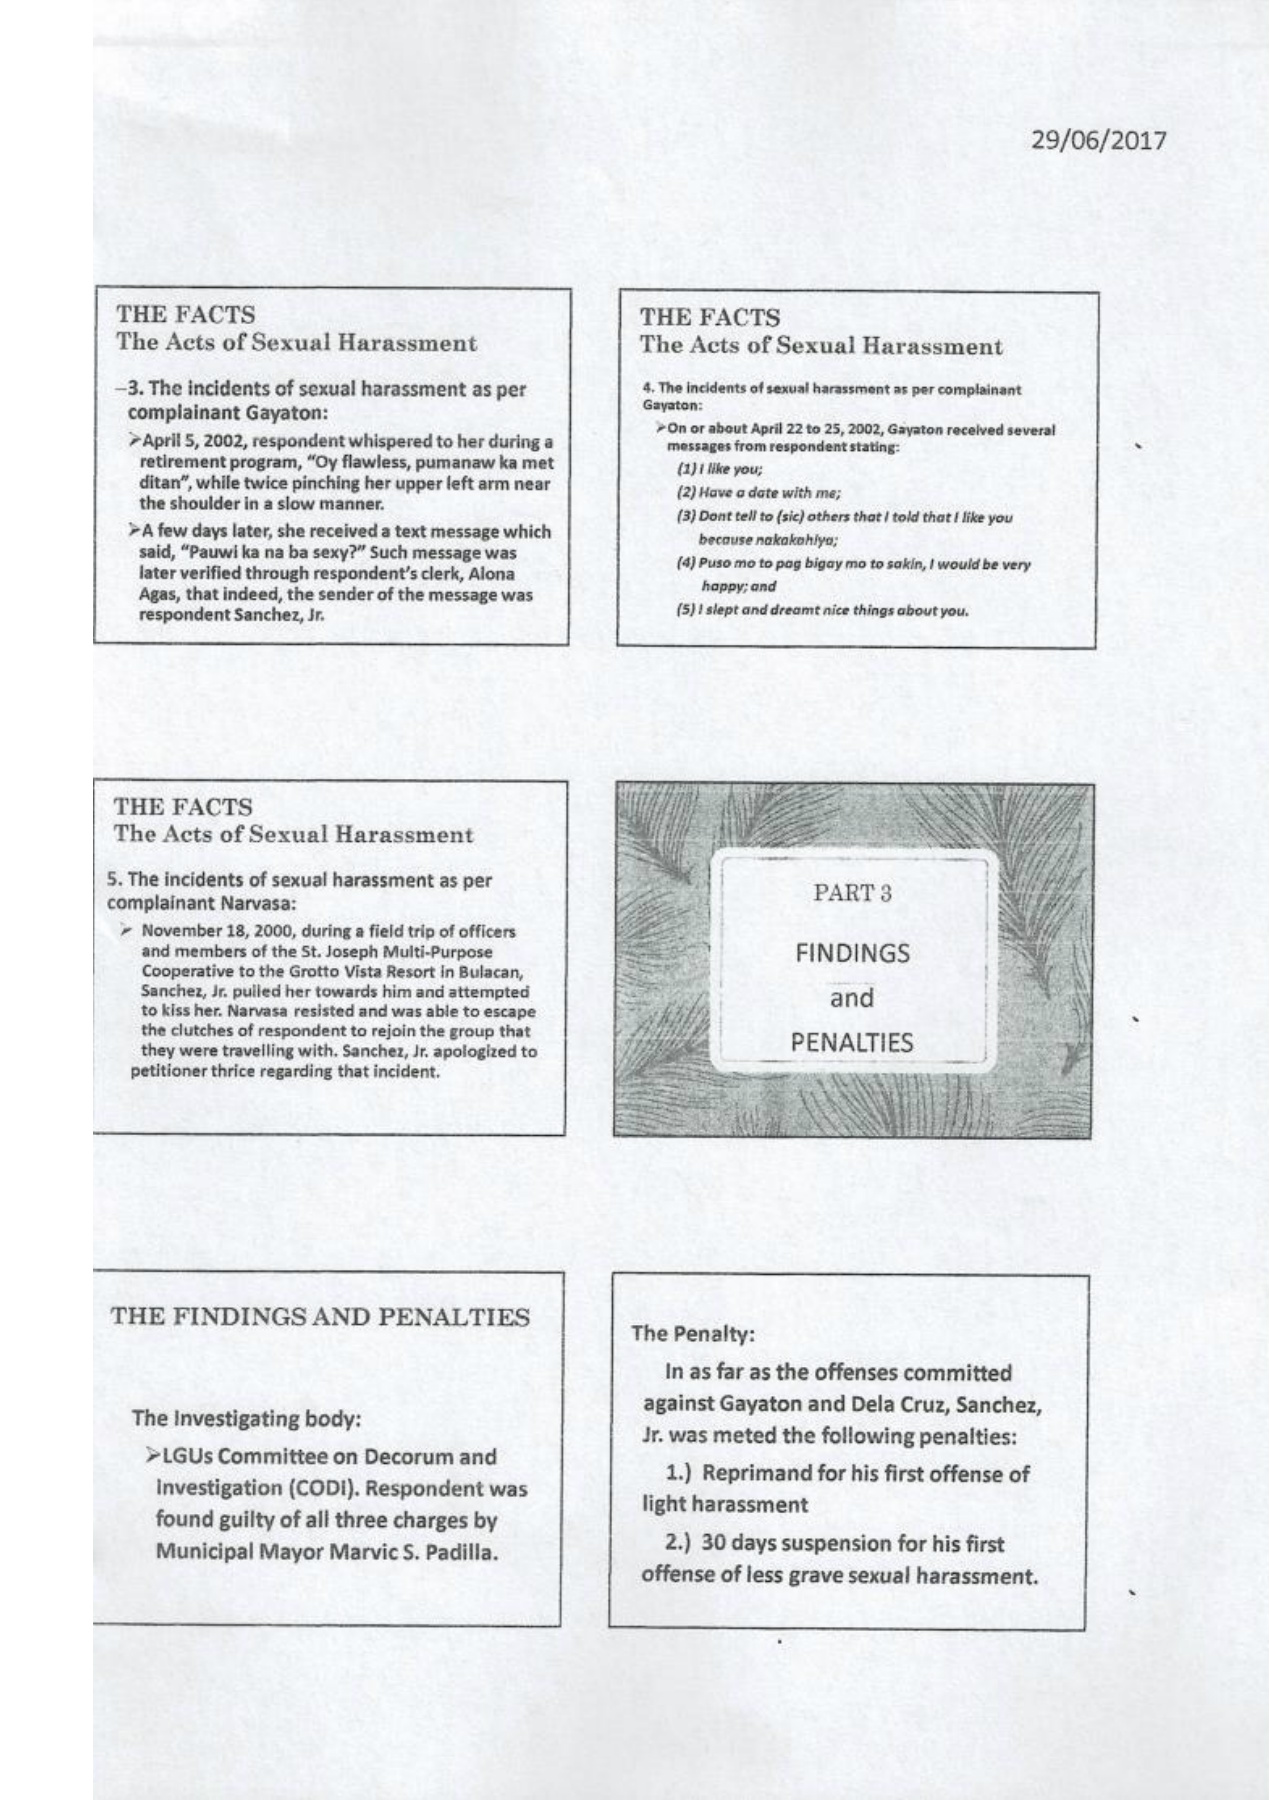 29/06/2017
THE FACTS
The Acts of Sexual Harassment
–3. The incidents of sexual harassment as per
complainant Gayaton:
➢April 5, 2002, respondent whispered to her during a
retirement program, “Oy flawless, pumanaw ka met
ditan”, while twice pinching her upper left arm near
the shoulder in a slow manner.
➢A few days later, she received a text message which
said, “Pauwi ka na ba sexy?” Such message was
later verified through respondent’s clerk, Alona
Agas, that indeed, the sender of the message was
respondent Sanchez, Jr.
THE FACTS
The Acts of Sexual Harassment
4. The incidents of sexual harassment as per complainant
Gayaton:
➢On or about April 22 to 25, 2002, Gayaton received several
messages from respondent stating:
(1) I like you;
(2) Have a date with me;
(3) Dont tell to (sic) others that I told that I like you
because nakakahiya;
(4) Puso mo to pag bigay mo to sakin, I would be very
happy; and
(5) I slept and dreamt nice things about you.
THE FACTS
The Acts of Sexual Harassment
5. The incidents of sexual harassment as per
complainant Narvasa:
➢ November 18, 2000, during a field trip of officers
and members of the St. Joseph Multi-Purpose
Cooperative to the Grotto Vista Resort in Bulacan,
Sanchez, Jr. pulled her towards him and attempted
to kiss her. Narvasa resisted and was able to escape
the clutches of respondent to rejoin the group that
they were travelling with. Sanchez, Jr. apologized to
petitioner thrice regarding that incident.
PART 3
FINDINGS
and
PENALTIES
THE FINDINGS AND PENALTIES
The Investigating body:
➢LGUs Committee on Decorum and
Investigation (CODI). Respondent was
found guilty of all three charges by
Municipal Mayor Marvic S. Padilla.
The Penalty:
In as far as the offenses committed
against Gayaton and Dela Cruz, Sanchez,
Jr. was meted the following penalties:
1.) Reprimand for his first offense of
light harassment
2.) 30 days suspension for his first
offense of less grave sexual harassment.